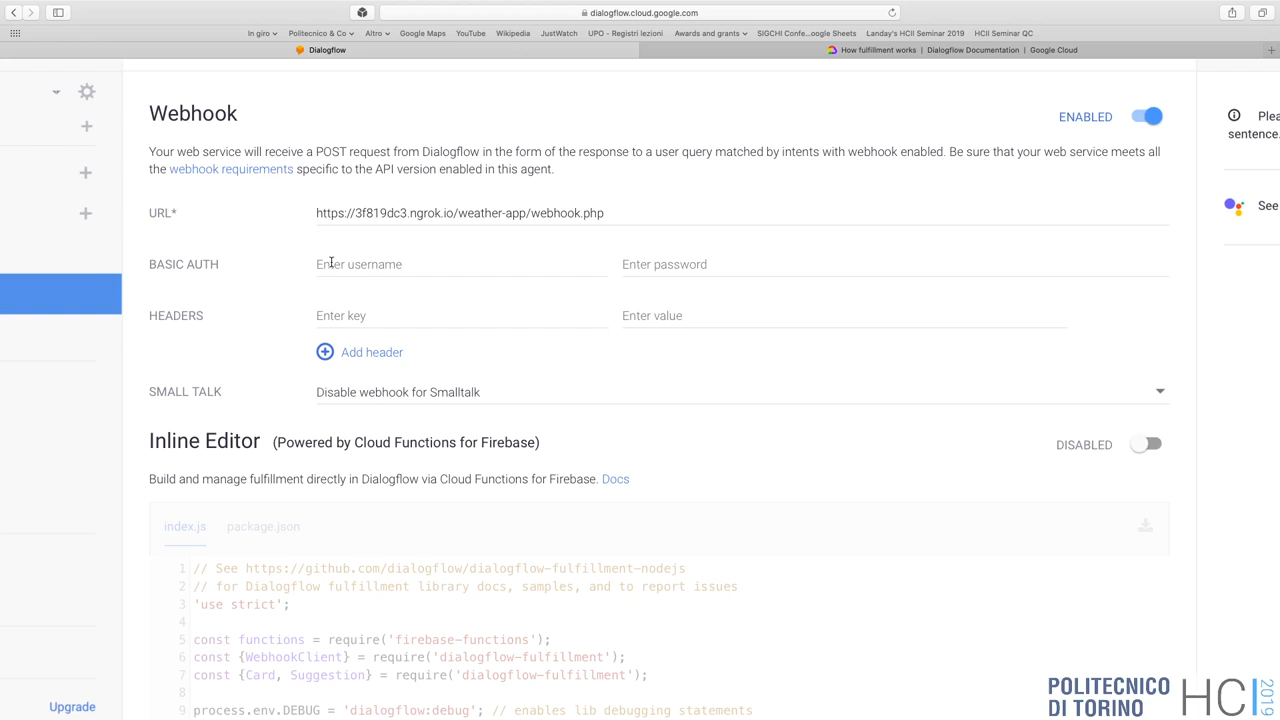 dialogflow.cloud.google.com
In giro Politecnico & Co Altro Google Maps YouTube Wikipedia JustWatch UPO - Registri lezioni Awards and grants SIGCHI Confe...oogle Sheets Landay's HCII Seminar 2019 HCII Seminar QC
Dialogflow
How fulfillment works | Dialogflow Documentation | Google Cloud
Webhook
ENABLED
Plea
sentence.
Your web service will receive a POST request from Dialogflow in the form of the response to a user query matched by intents with webhook enabled. Be sure that your web service meets all
the webhook requirements specific to the API version enabled in this agent.
URL*
https://3f819dc3.ngrok.io/weather-app/webhook.php
See
BASIC AUTH
Enter username
Enter password
HEADERS
Enter key
Enter value
Add header
SMALL TALK
Disable webhook for Smalltalk
Inline Editor (Powered by Cloud Functions for Firebase)
DISABLED
Build and manage fulfillment directly in Dialogflow via Cloud Functions for Firebase. Docs
index.js package.json
1 // See https://github.com/dialogflow/dialogflow-fulfillment-nodejs
2 // for Dialogflow fulfillment library docs, samples, and to report issues
3 'use strict';
4
5 const functions = require('firebase-functions');
6 const {WebhookClient} = require('dialogflow-fulfillment');
7 const {Card, Suggestion} = require('dialogflow-fulfillment');
8
9 process.env.DEBUG = 'dialogflow:debug'; // enables lib debugging statements
Upgrade
POLITECNICO
DI TORINO
HCI 2019